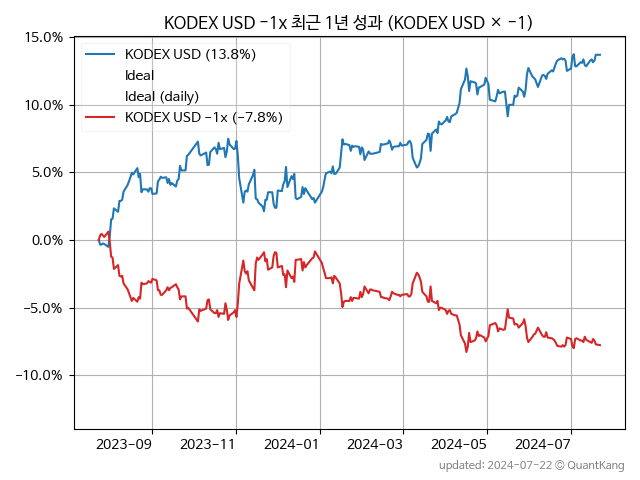 KODEX USD −1x 최근 1년 성과 (KODEX USD × −1)
15.0%
10.0%
5.0%
0.0%
−5.0%
−10.0%
KODEX USD (13.8%)
Ideal
Ideal (daily)
KODEX USD −1x (−7.8%)
2023-09 2023-11 2024-01 2024-03 2024-05 2024-07
updated: 2024-07-22 © QuantKang